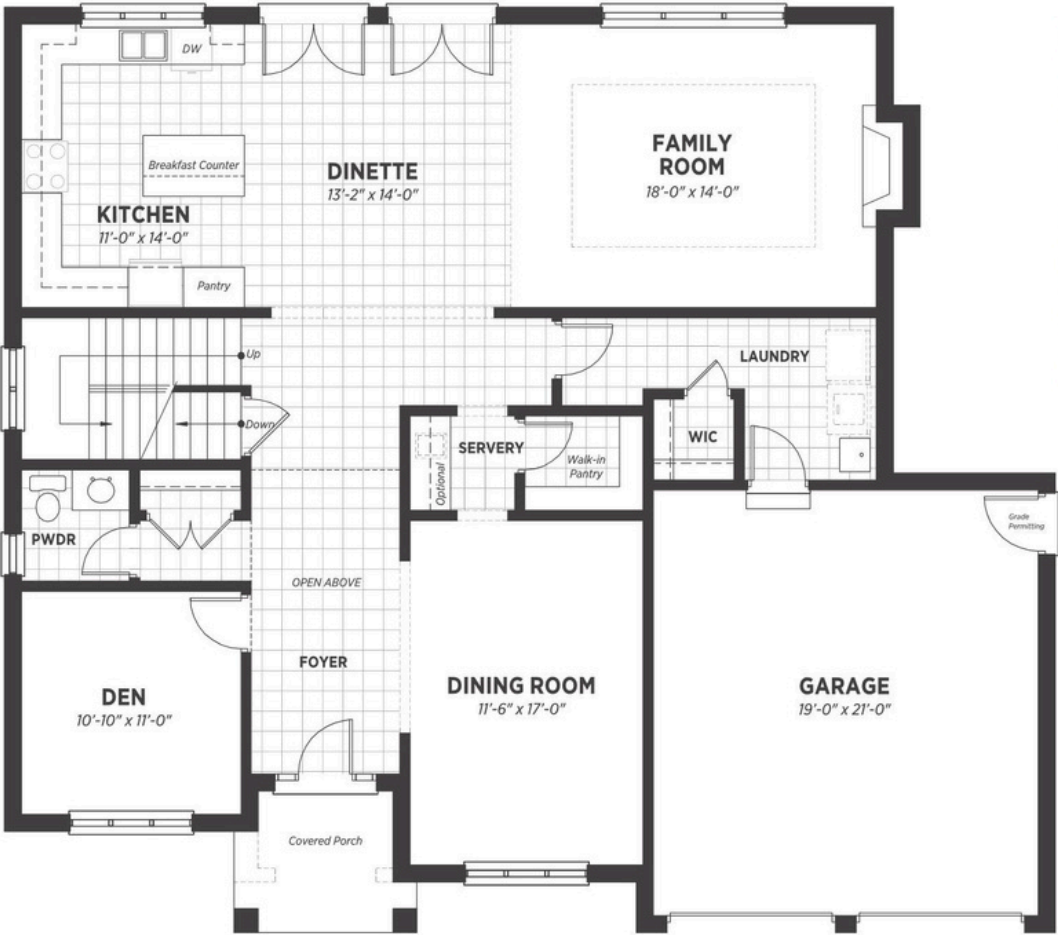 DW
Breakfast Counter
KITCHEN
11'-0" x 14'-0"
Pantry
DINETTE
13'-2" x 14'-0"
FAMILY
ROOM
18'-0" x 14'-0"
Up
Down
LAUNDRY
WIC
SERVERY
Optional
Walk-in
Pantry
PWDR
Grade
Permitting
OPEN ABOVE
FOYER
DEN
10'-10" x 11'-0"
DINING ROOM
11'-6" x 17'-0"
GARAGE
19'-0" x 21'-0"
Covered Porch